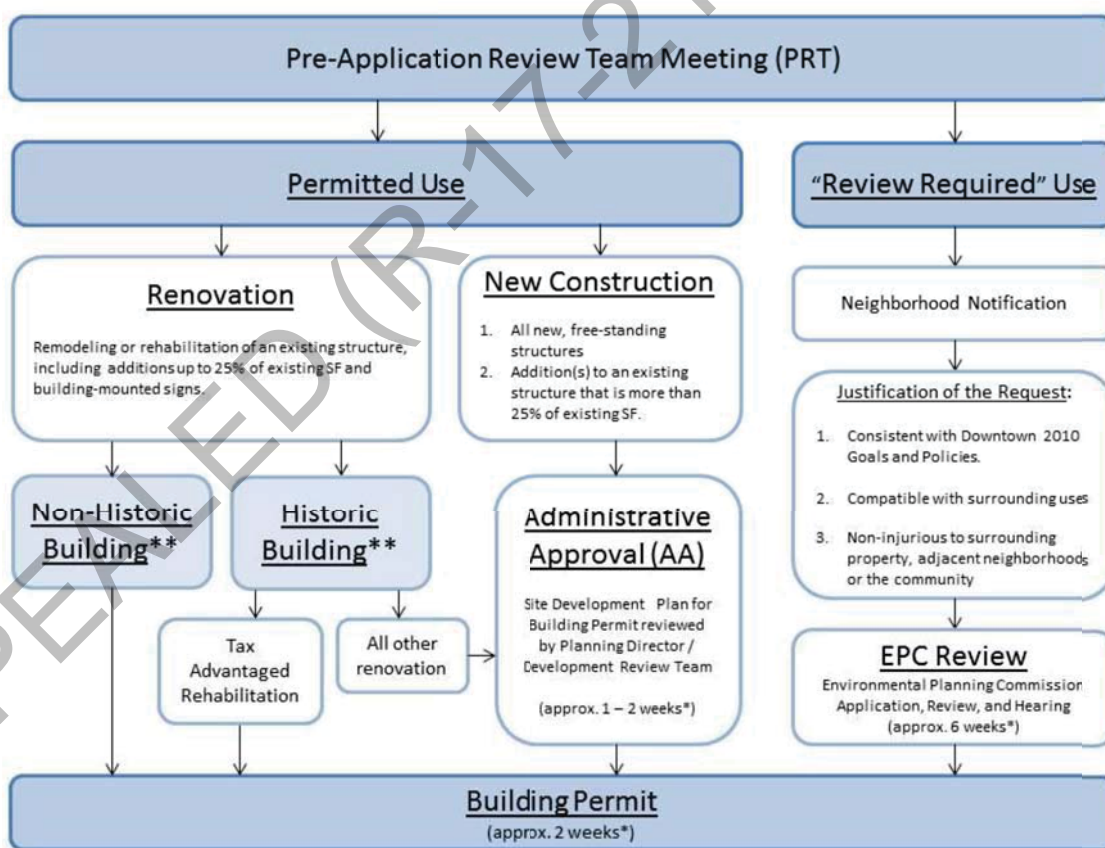 Pre-Application Review Team Meeting (PRT)
Permitted Use
"Review Required" Use
Renovation
Remodeling or rehabilitation of an existing structure,
including additions up to 25% of existing SF and
building-mounted signs.
New Construction
1. All new, free-standing
structures
2. Addition(s) to an existing
structure that is more than
25% of existing SF.
Neighborhood Notification
Justification of the Request:
1. Consistent with Downtown 2010
Goals and Policies.
2. Compatible with surrounding uses
3. Non-injurious to surrounding
property, adjacent neighborhoods
or the community
Non-Historic
Building**
Historic
Building**
Administrative
Approval (AA)
Site Development Plan for
Building Permit reviewed
by Planning Director /
Development Review Team
(approx. 1 – 2 weeks*)
Tax
Advantaged
Rehabilitation
All other
renovation
EPC Review
Environmental Planning Commission
Application, Review, and Hearing
(approx. 6 weeks*)
Building Permit
(approx. 2 weeks*)